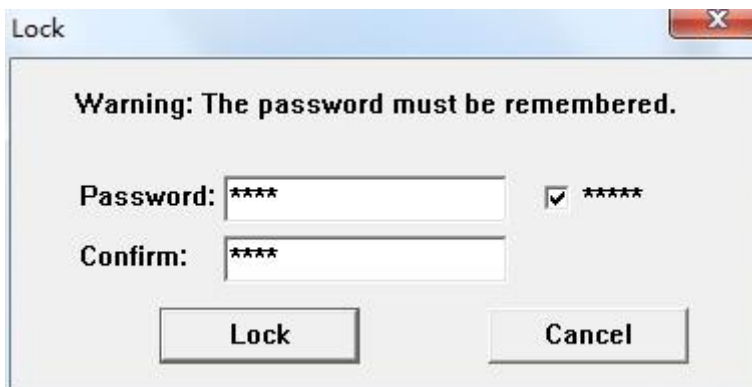 Lock
Warning: The password must be remembered.
Password: **** *****
Confirm: ****
Lock Cancel